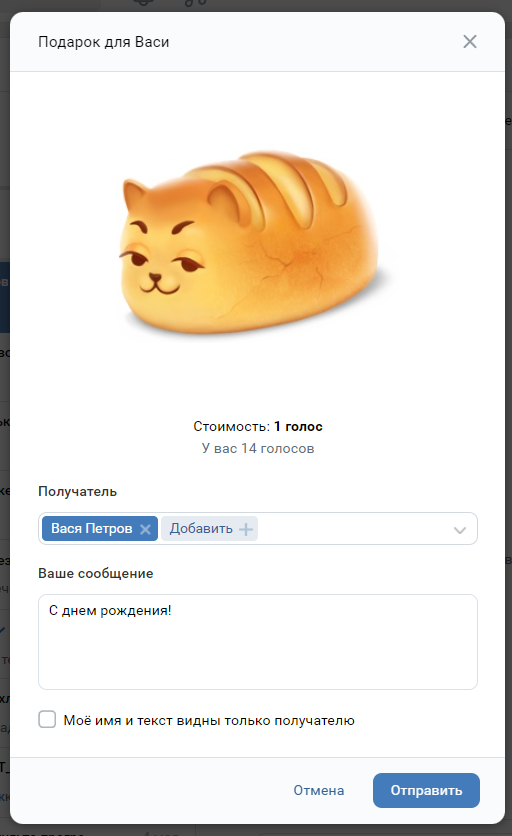 Подарок для Васи
Стоимость: 1 голос
У вас 14 голосов
Получатель
Вася Петров Добавить
Ваше сообщение
С днем рождения!
Моё имя и текст видны только получателю
Отмена Отправить